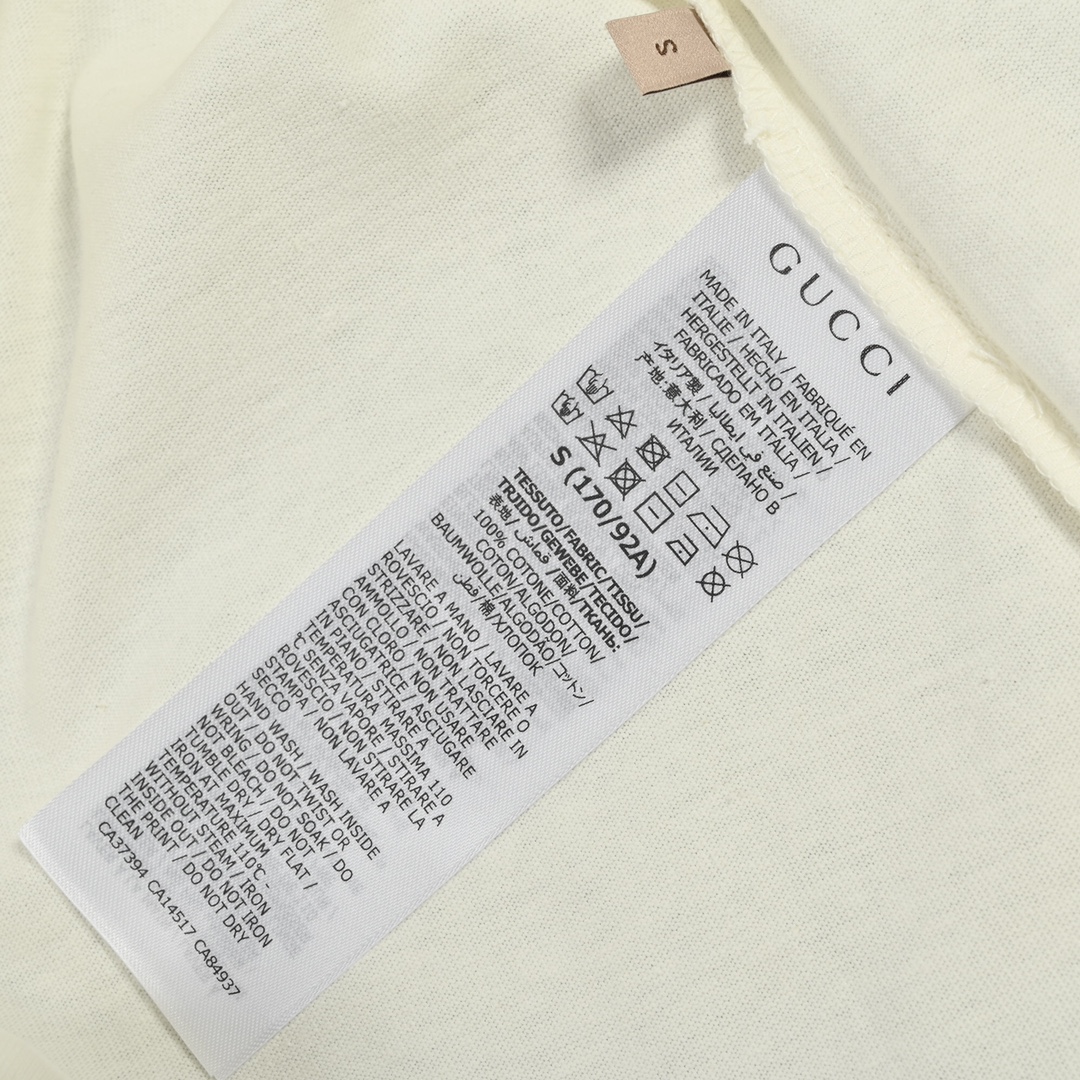 S
GUCCI
MADE IN ITALY / FABRIQUÉ EN
ITALIE / HECHO EN ITALIA /
HERGESTELLT IN ITALIEN /
FABRICADO EM ITÁLIA /
イタリア製 / صنع في ايطاليا /
产地:意大利 / СДЕЛАНО В
ИТАЛИИ
S (170/92A)
TESSUTO/FABRIC/TISSU/
TRJIDO/GEWEBE/TECIDO/
表地/ قماش/面料/ТКАНЬ:
100% COTONE/COTTON/
COTON/ALGODON/
BAUMWOLLE/ALGODÃO/コットン/
قطن/棉/ХЛОПОК
LAVARE A MANO / LAVARE A
ROVESCIO / NON TORCERE O
STRIZZARE / NON LASCIARE IN
AMMOLLO / NON TRATTARE
CON CLORO / NON USARE
ASCIUGATRICE / ASCIUGARE
IN PIANO / STIRARE A
TEMPERATURA MASSIMA 110
℃ SENZA VAPORE / STIRARE A
ROVESCIO / NON STIRARE LA
STAMPA / NON LAVARE A
SECCO
HAND WASH / WASH INSIDE
OUT / DO NOT TWIST OR
WRING / DO NOT SOAK / DO
NOT BLEACH / DO NOT
TUMBLE DRY / DRY FLAT /
IRON AT MAXIMUM
TEMPERATURE 110℃ -
WITHOUT STEAM / IRON
INSIDE OUT / DO NOT IRON
THE PRINT / DO NOT DRY
CLEAN
CA37394 CA14517 CA84937